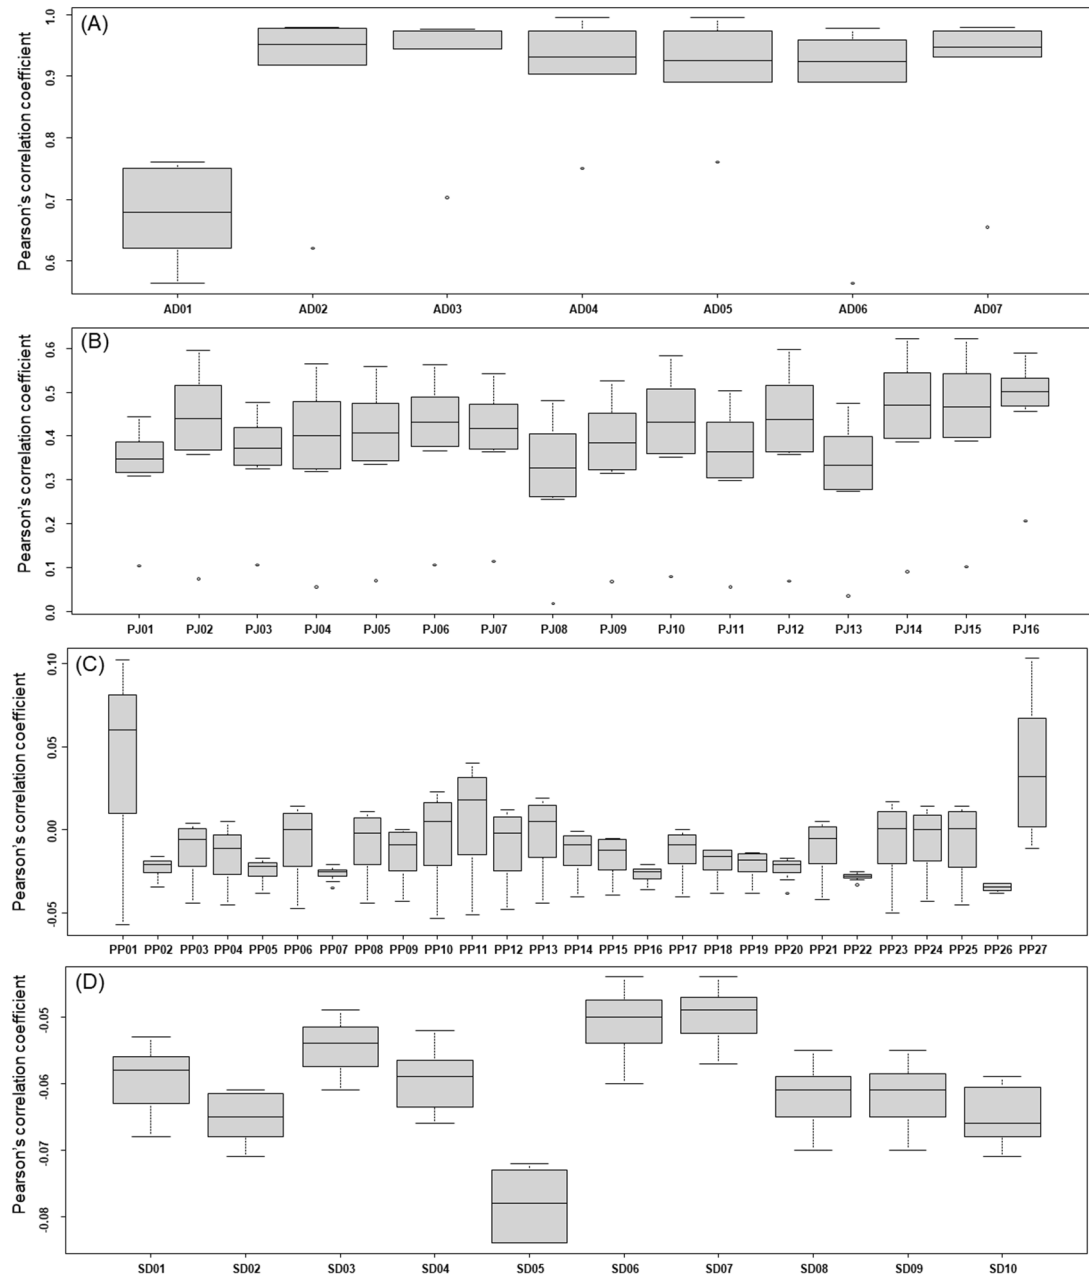 (A)
Pearson's correlation coefficient
1.0
0.9
0.8
0.7
0.6
AD01 AD02 AD03 AD04 AD05 AD06 AD07
(B)
Pearson's correlation coefficient
0.6
0.5
0.4
0.3
0.2
0.1
0.0
PJ01 PJ02 PJ03 PJ04 PJ05 PJ06 PJ07 PJ08 PJ09 PJ10 PJ11 PJ12 PJ13 PJ14 PJ15 PJ16
(C)
Pearson's correlation coefficient
0.10
0.05
0.00
-0.05
PP01 PP02 PP03 PP04 PP05 PP06 PP07 PP08 PP09 PP10 PP11 PP12 PP13 PP14 PP15 PP16 PP17 PP18 PP19 PP20 PP21 PP22 PP23 PP24 PP25 PP26 PP27
(D)
Pearson's correlation coefficient
-0.05
-0.06
-0.07
-0.08
SD01 SD02 SD03 SD04 SD05 SD06 SD07 SD08 SD09 SD10